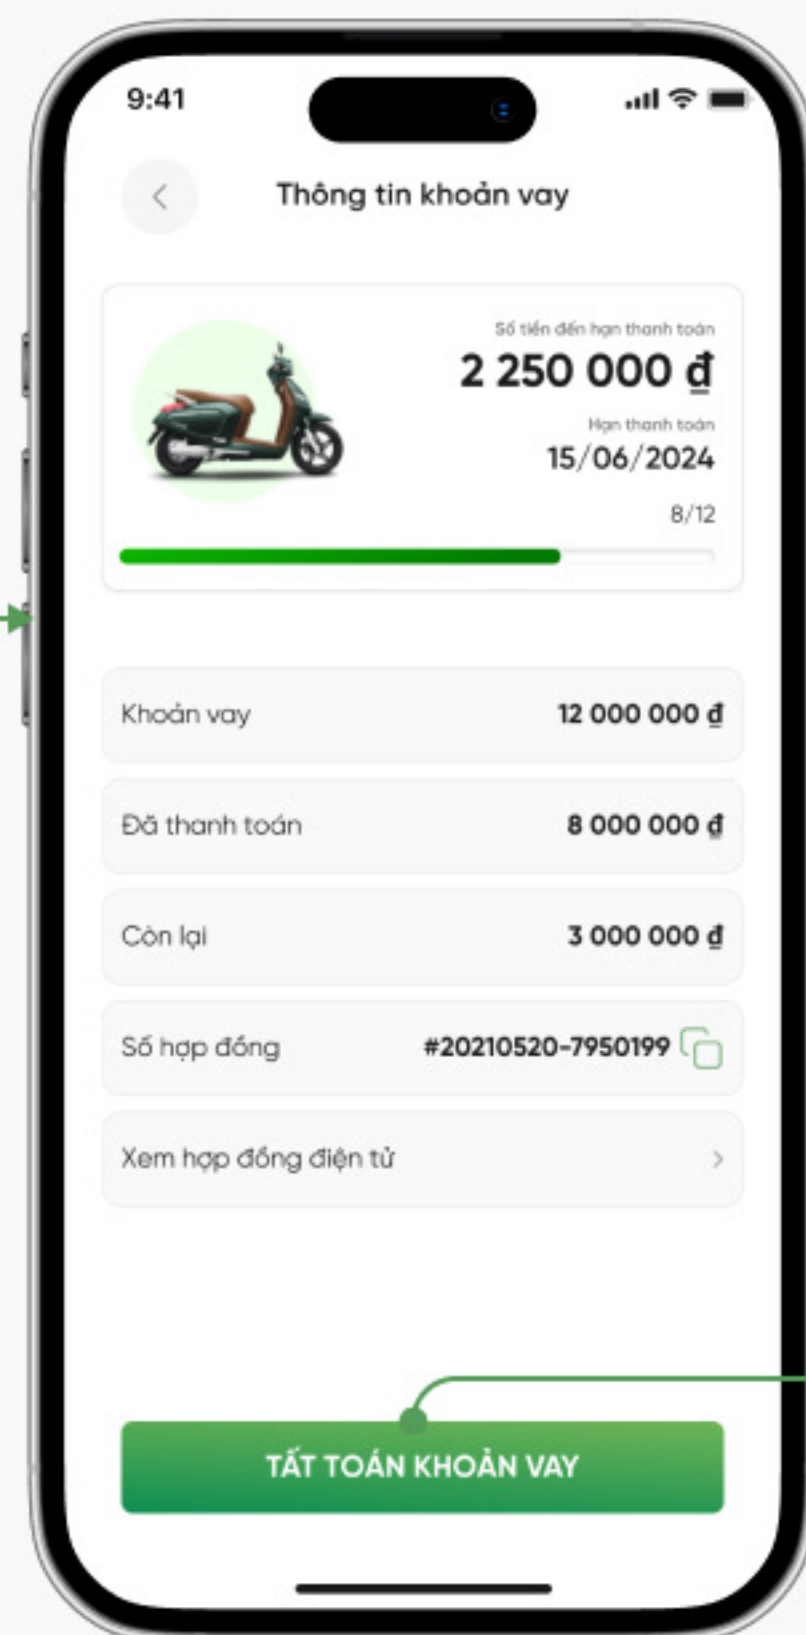 9:41
Thông tin khoản vay
Số tiền đến hạn thanh toán
2 250 000 ₫
Hạn thanh toán
15/06/2024
8/12
Khoản vay 12 000 000 ₫
Đã thanh toán 8 000 000 ₫
Còn lại 3 000 000 ₫
Số hợp đồng #20210520-7950199
Xem hợp đồng điện tử
TẤT TOÁN KHOẢN VAY